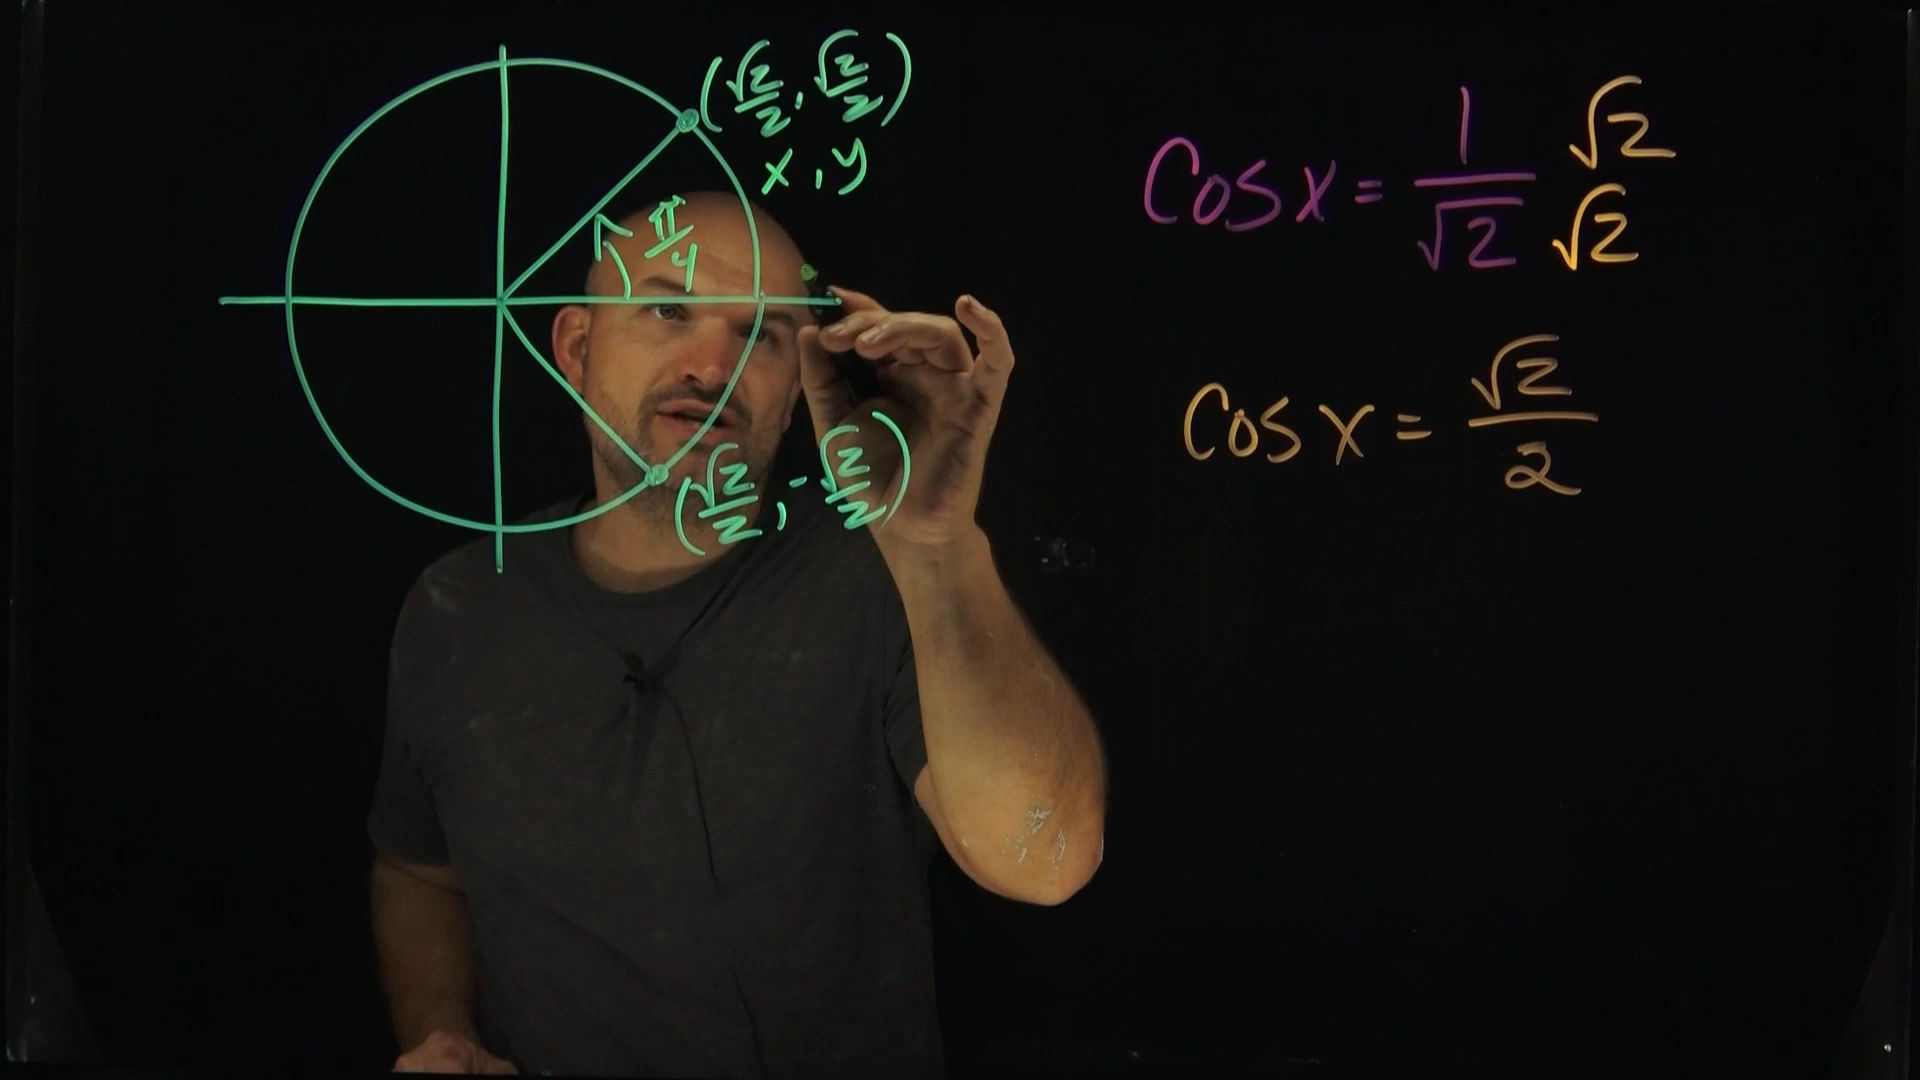 (√2/2, √2/2)
x, y
π/4
(√2/2, -√2/2)
Cos x = 1/√2 √2/√2
Cos x = √2/2